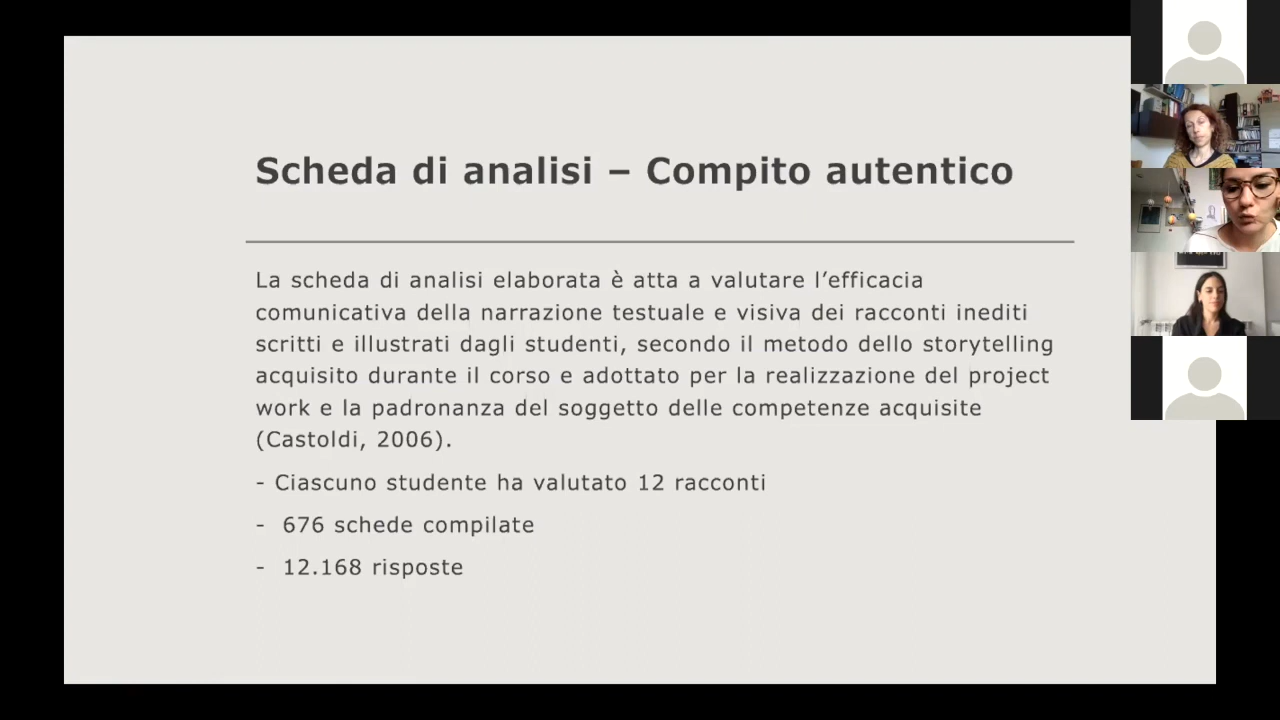 Scheda di analisi – Compito autentico
La scheda di analisi elaborata è atta a valutare l’efficacia
comunicativa della narrazione testuale e visiva dei racconti inediti
scritti e illustrati dagli studenti, secondo il metodo dello storytelling
acquisito durante il corso e adottato per la realizzazione del project
work e la padronanza del soggetto delle competenze acquisite
(Castoldi, 2006).
- Ciascuno studente ha valutato 12 racconti
- 676 schede compilate
- 12.168 risposte